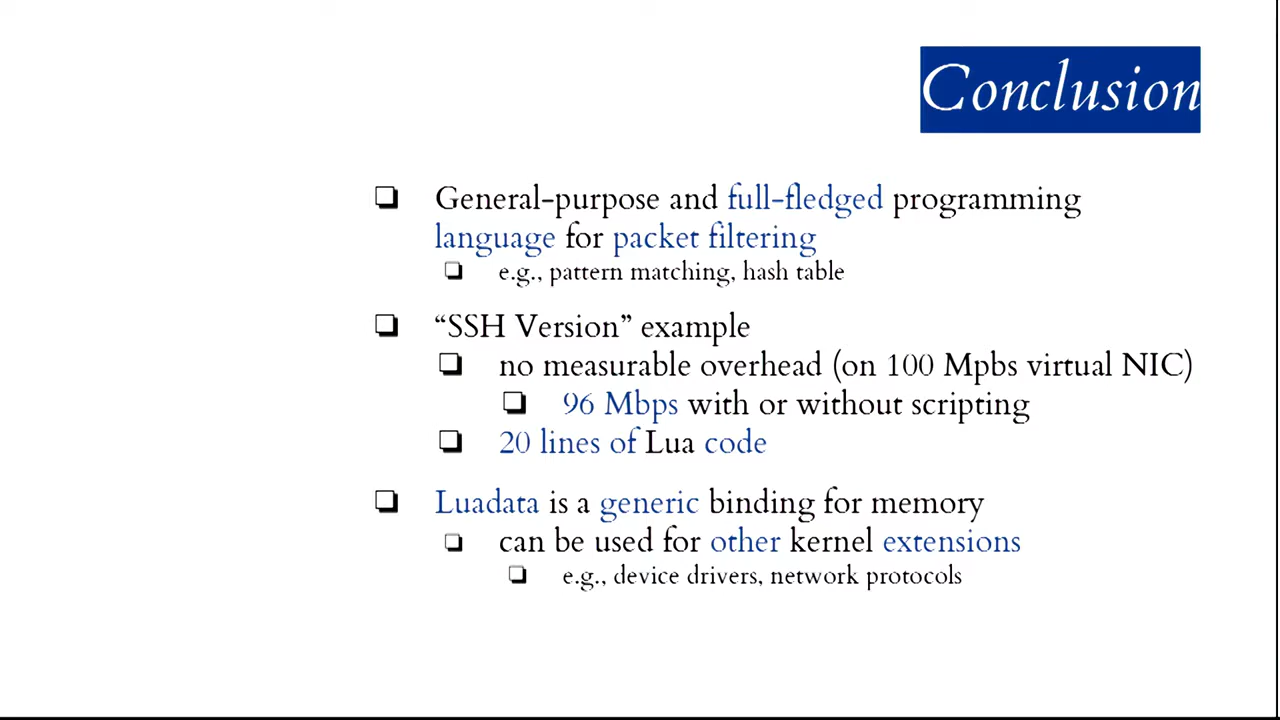 Conclusion
General-purpose and full-fledged programming
language for packet filtering
e.g., pattern matching, hash table
“SSH Version” example
no measurable overhead (on 100 Mpbs virtual NIC)
96 Mbps with or without scripting
20 lines of Lua code
Luadata is a generic binding for memory
can be used for other kernel extensions
e.g., device drivers, network protocols